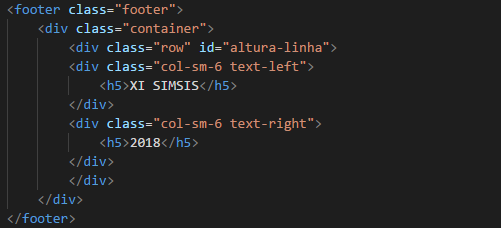 <footer class="footer">
    <div class="container">
        <div class="row" id="altura-linha">
        <div class="col-sm-6 text-left">
            <h5>XI SIMSIS</h5>
        </div>
        <div class="col-sm-6 text-right">
            <h5>2018</h5>
        </div>
        </div>
    </div>
</footer>